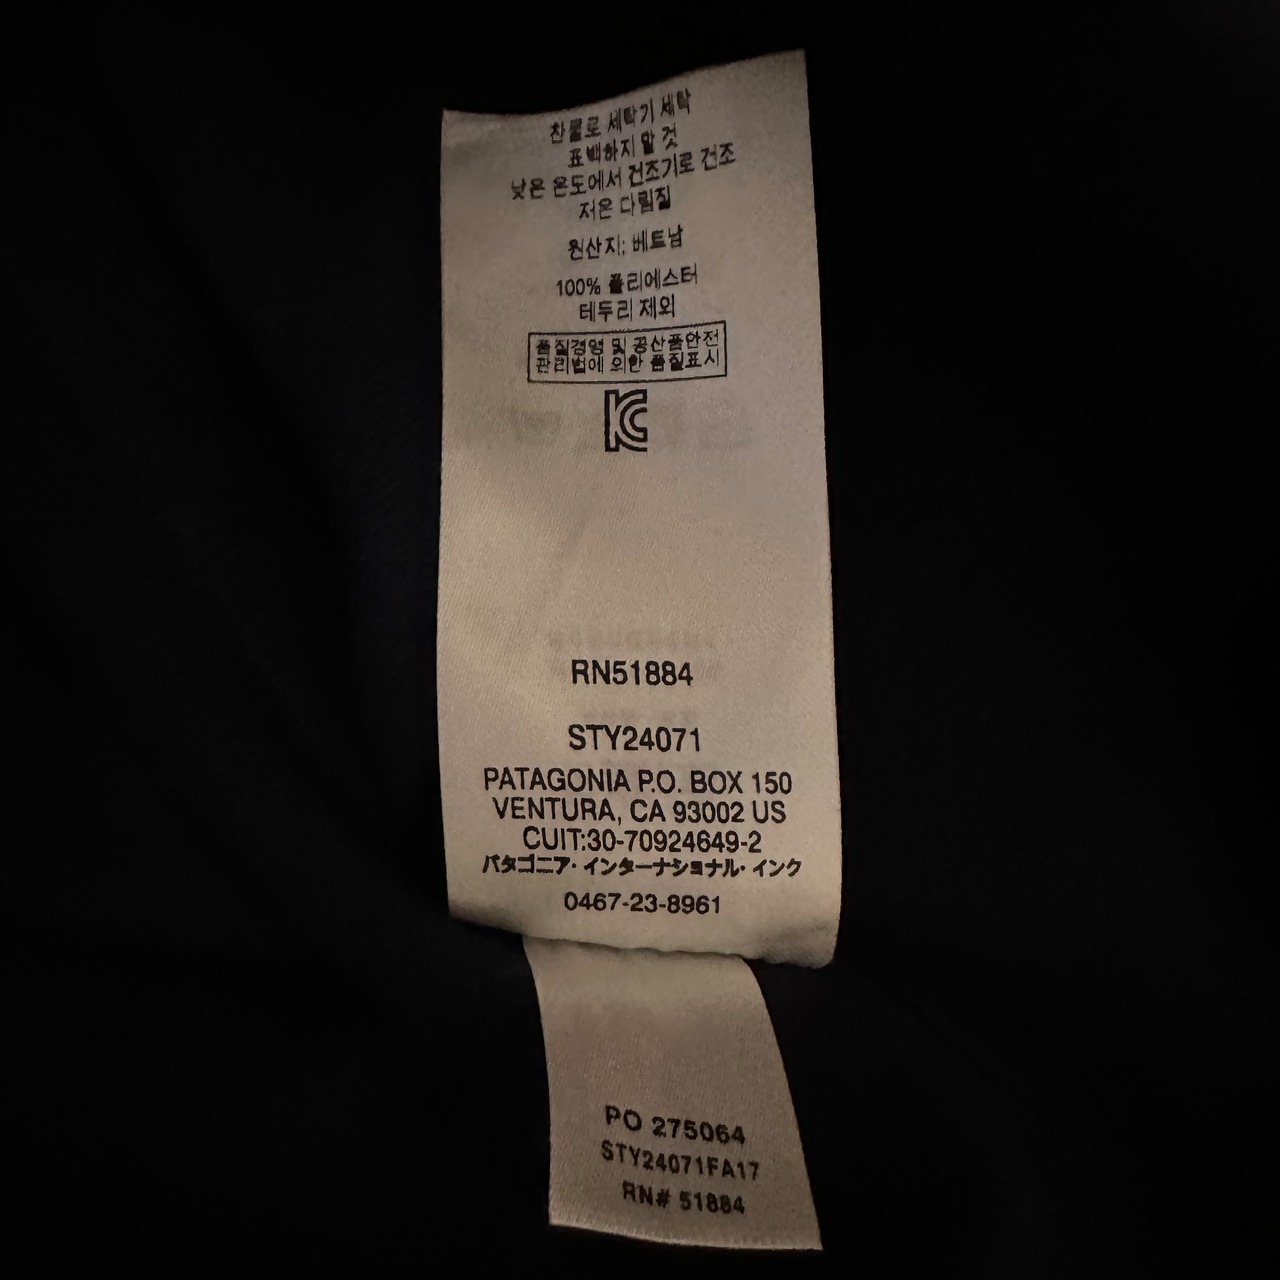 찬물로 세탁기 세탁
표백하지 말 것
낮은 온도에서 건조기로 건조
저온 다림질
원산지: 베트남
100% 폴리에스터
테두리 제외
품질경영 및 공산품안전
관리법에 의한 품질표시
KC
RN51884
STY24071
PATAGONIA P.O. BOX 150
VENTURA, CA 93002 US
CUIT:30-70924649-2
パタゴニア・インターナショナル・インク
0467-23-8961
PO 275064
STY24071FA17
RN# 51884